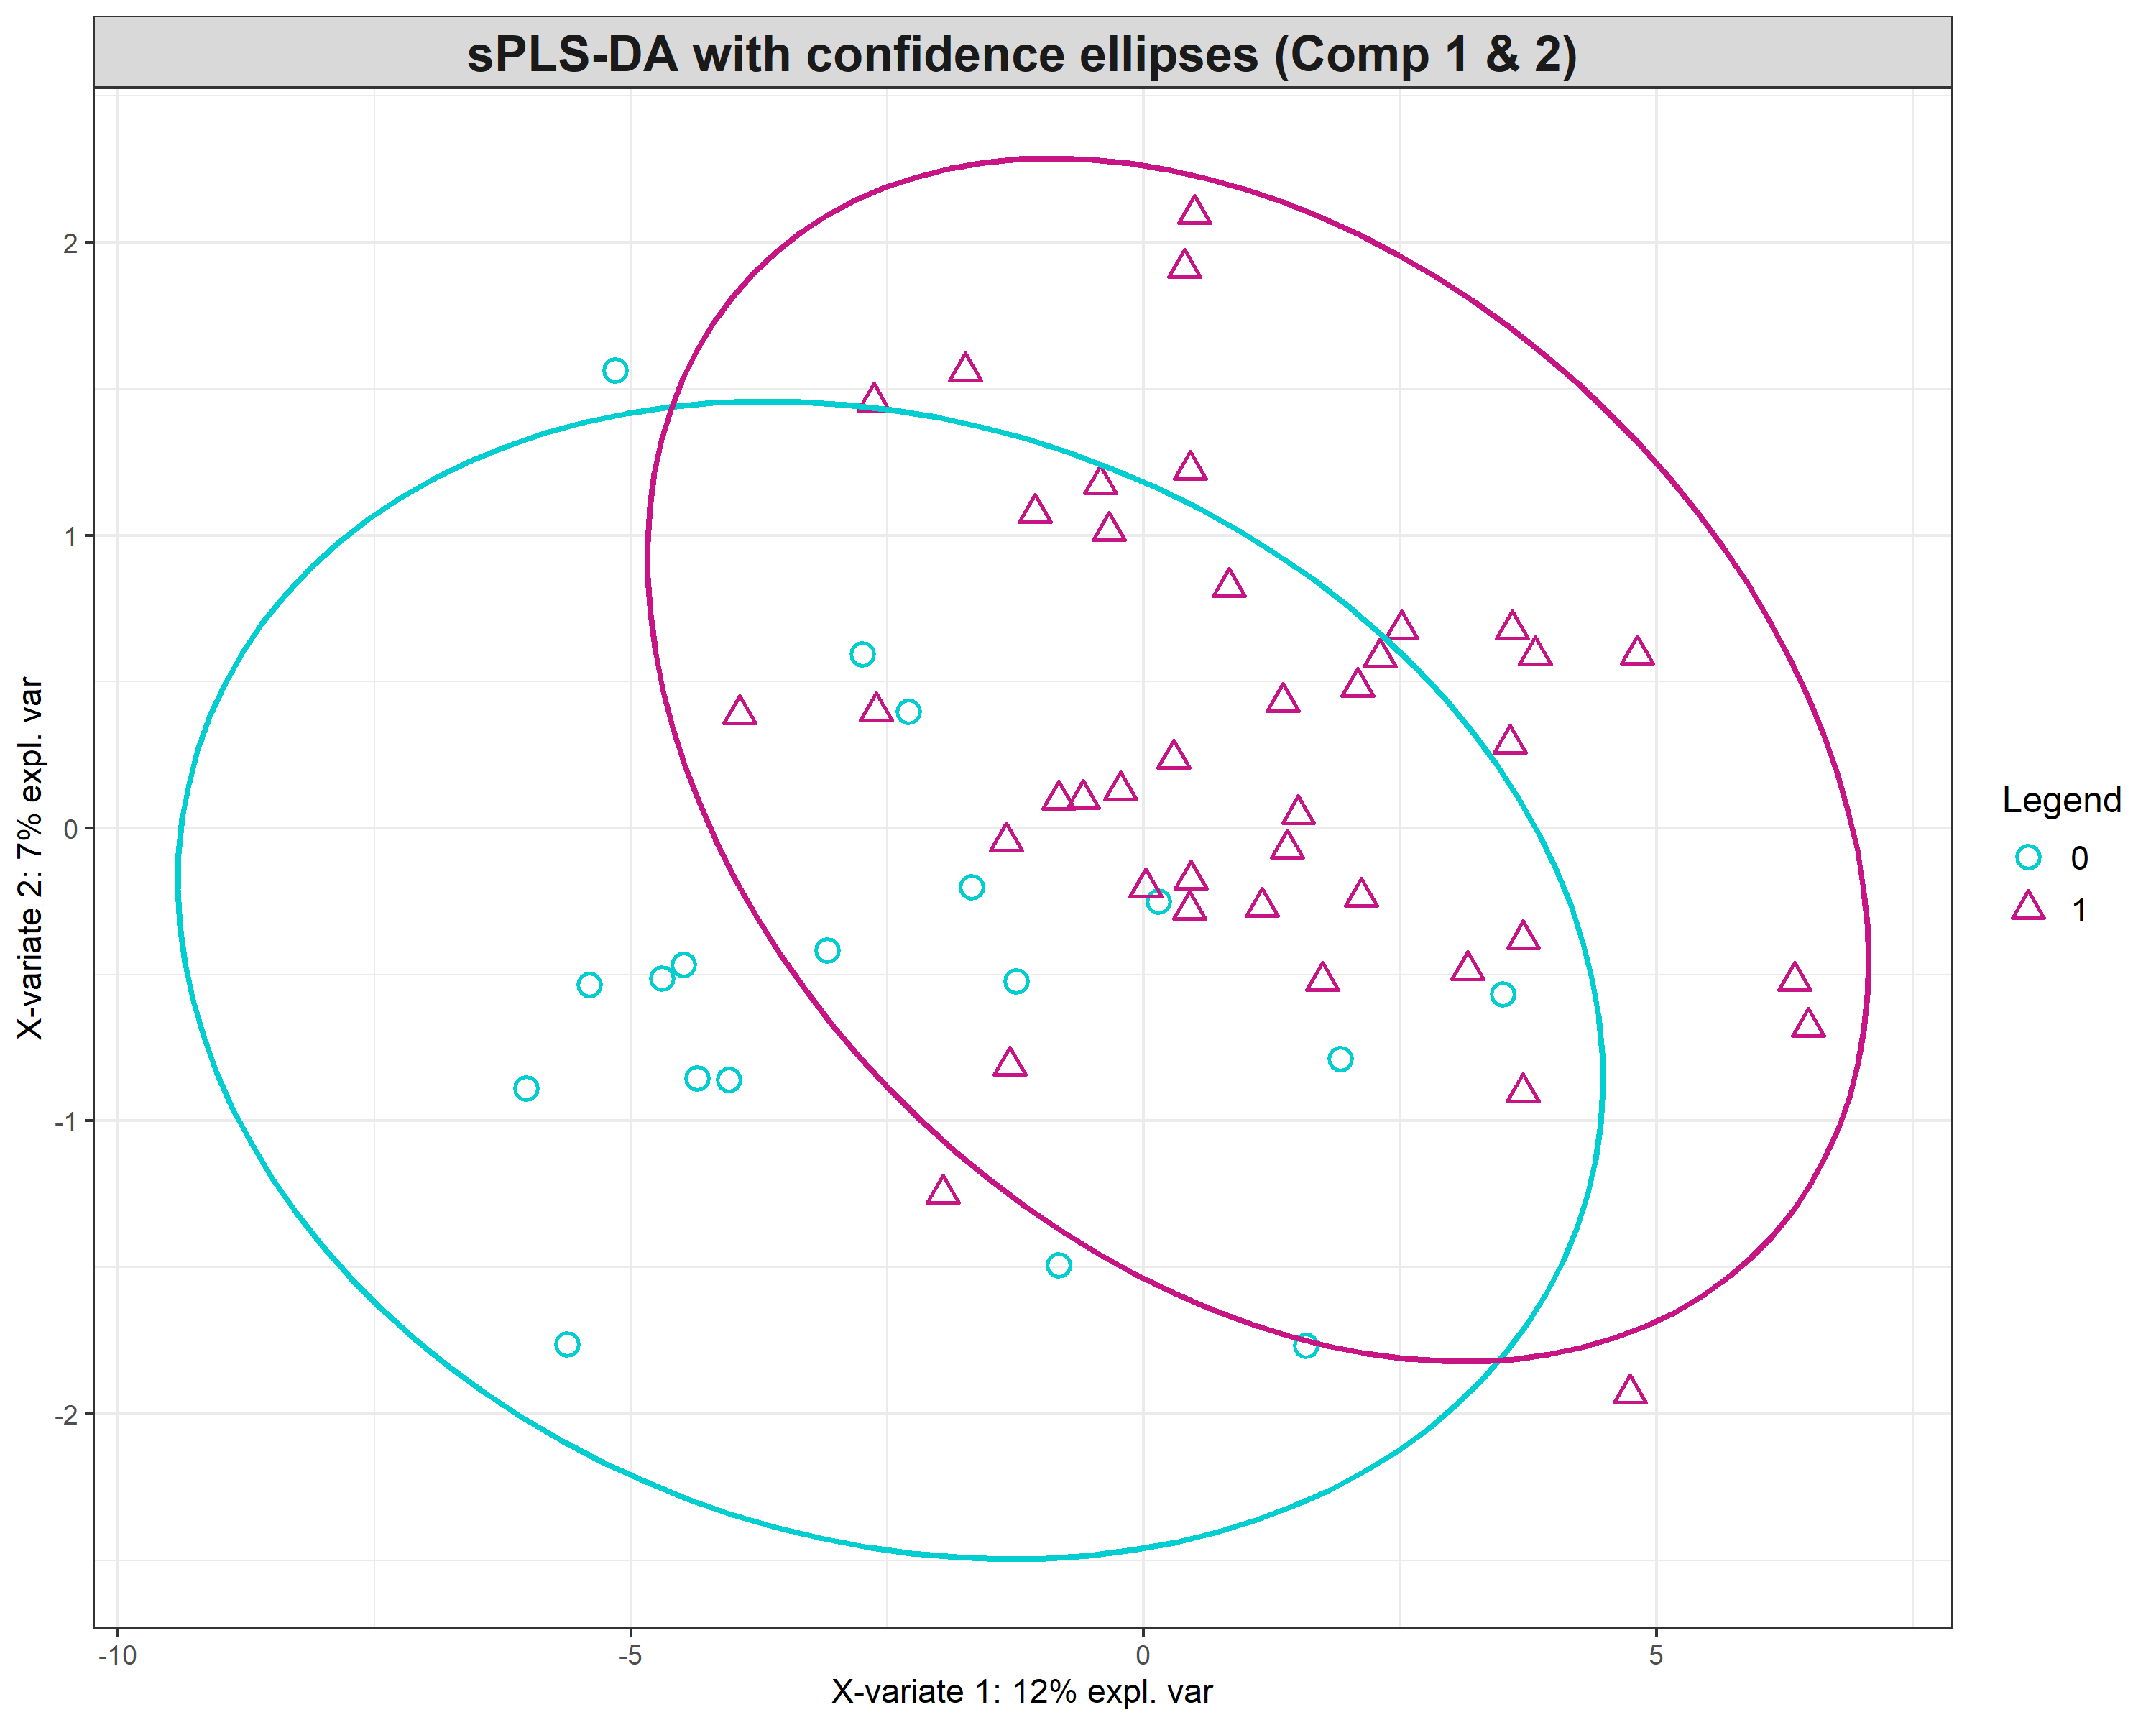 sPLS-DA with confidence ellipses (Comp 1 & 2)
X-variate 2: 7% expl. var
2
1
0
-1
-2
-10
-5
0
5
X-variate 1: 12% expl. var
Legend
0
1